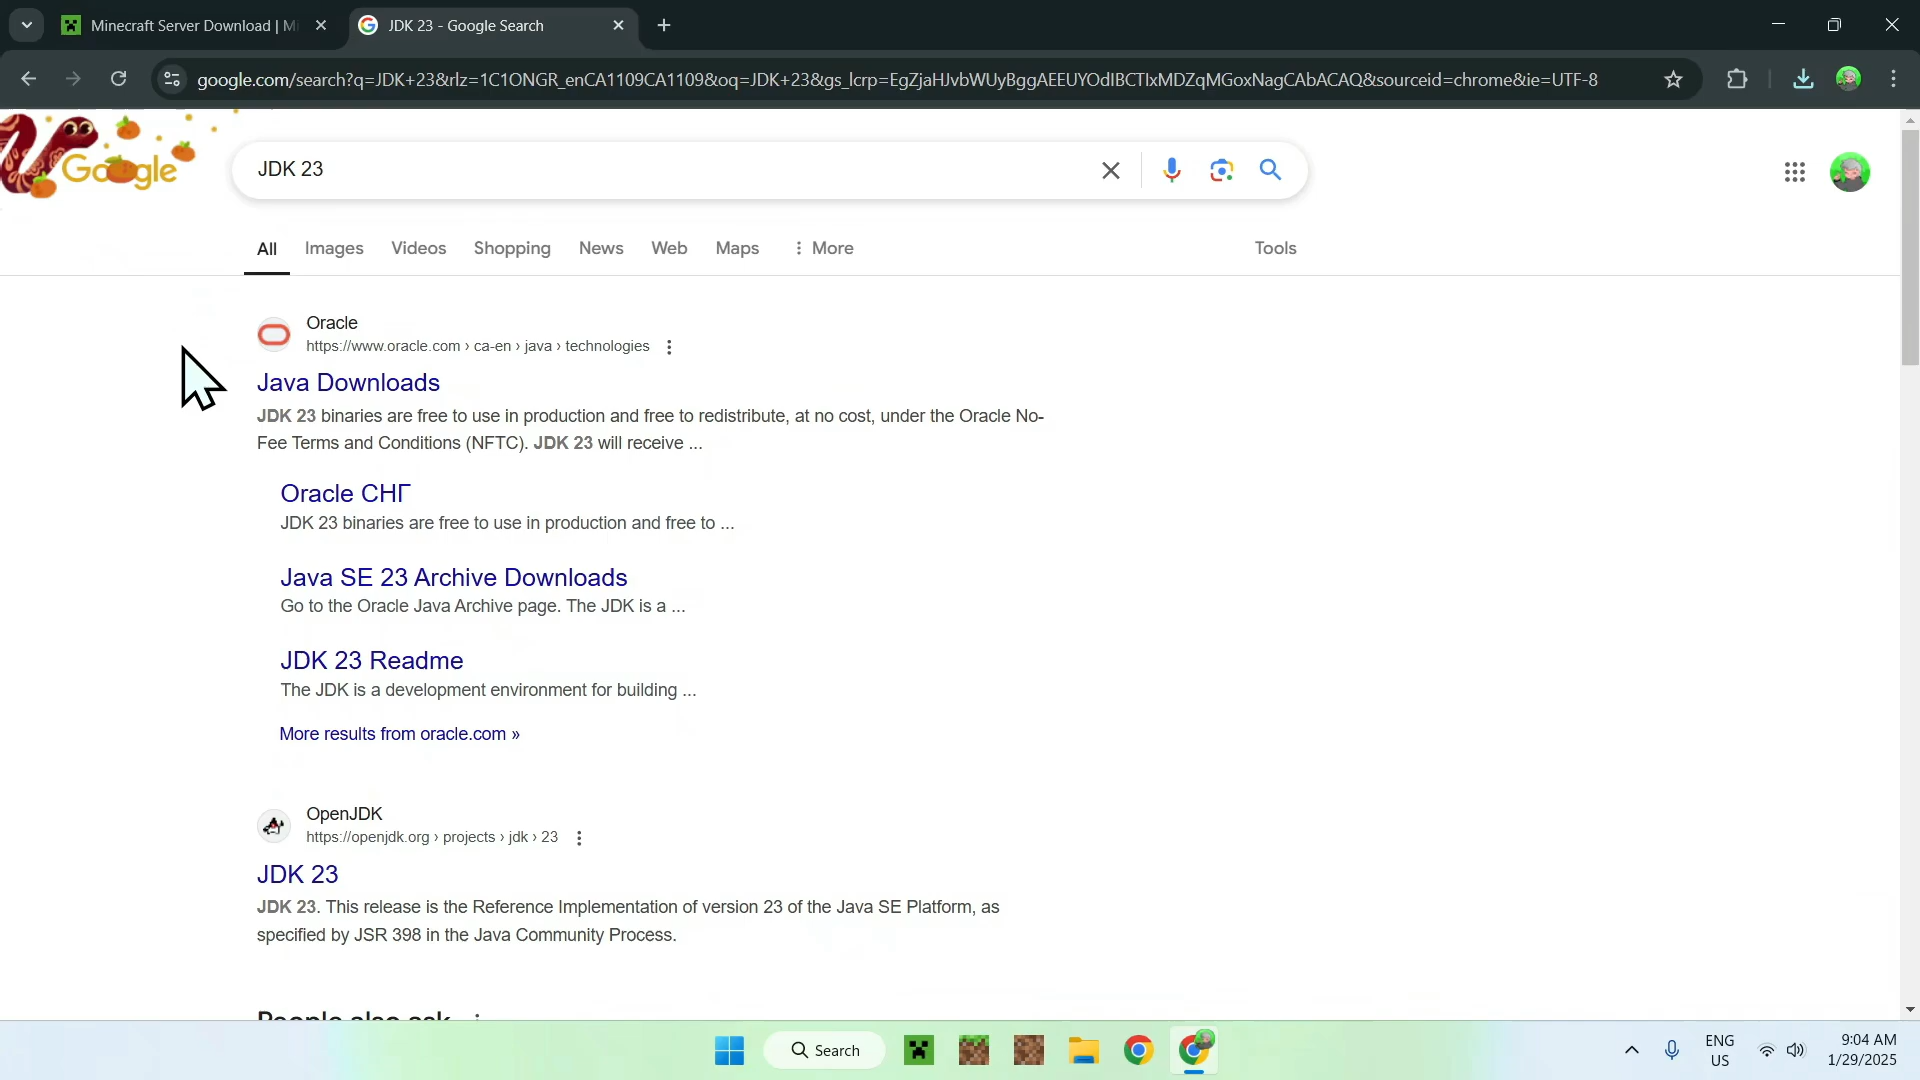 Minecraft Server Download | Mi
JDK 23 - Google Search
google.com/search?q=JDK+23&rlz=1C1ONGR_enCA1109CA1109&oq=JDK+23&gs_lcrp=EgZjaHJvbWUyBggAEEUYOdIBCTIxMDZqMGoxNagCAbACAQ&sourceid=chrome&ie=UTF-8
Google
JDK 23
All Images Videos Shopping News Web Maps More Tools
Oracle
https://www.oracle.com › ca-en › java › technologies
Java Downloads
JDK 23 binaries are free to use in production and free to redistribute, at no cost, under the Oracle No-
Fee Terms and Conditions (NFTC). JDK 23 will receive ...
Oracle СНГ
JDK 23 binaries are free to use in production and free to ...
Java SE 23 Archive Downloads
Go to the Oracle Java Archive page. The JDK is a ...
JDK 23 Readme
The JDK is a development environment for building ...
More results from oracle.com »
OpenJDK
https://openjdk.org › projects › jdk › 23
JDK 23
JDK 23. This release is the Reference Implementation of version 23 of the Java SE Platform, as
specified by JSR 398 in the Java Community Process.
People also ask
Search
ENG
US
9:04 AM
1/29/2025